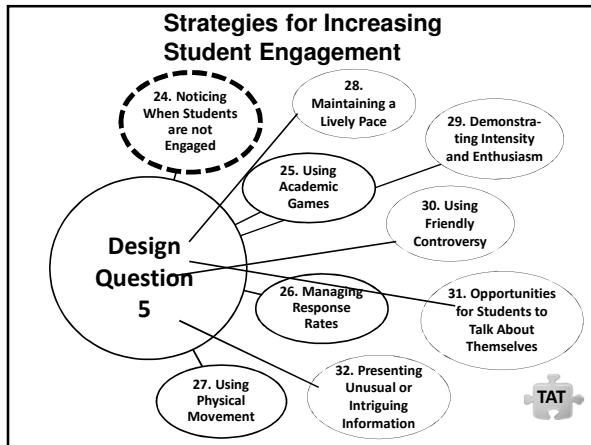 Strategies for Increasing
Student Engagement
24. Noticing
When Students
are not
Engaged
28.
Maintaining a
Lively Pace
29. Demonstra-
ting Intensity
and Enthusiasm
25. Using
Academic
Games
30. Using
Friendly
Controversy
Design
Question
5
26. Managing
Response
Rates
31. Opportunities
for Students to
Talk About
Themselves
27. Using
Physical
Movement
32. Presenting
Unusual or
Intriguing
Information
TAT